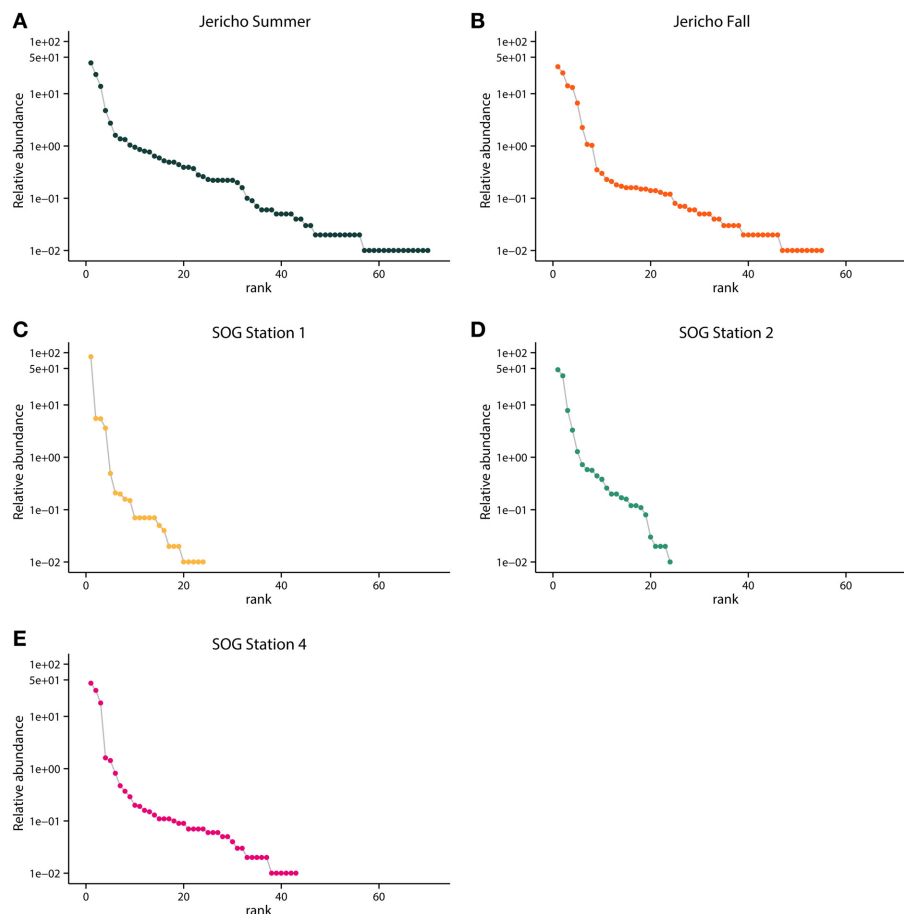 A
Jericho Summer
Relative abundance
1e+02
5e+01
1e+01
1e+00
1e−01
1e−02
0 20 40 60
rank
B
Jericho Fall
Relative abundance
1e+02
5e+01
1e+01
1e+00
1e−01
1e−02
0 20 40 60
rank
C
SOG Station 1
Relative abundance
1e+02
5e+01
1e+01
1e+00
1e−01
1e−02
0 20 40 60
rank
D
SOG Station 2
Relative abundance
1e+02
5e+01
1e+01
1e+00
1e−01
1e−02
0 20 40 60
rank
E
SOG Station 4
Relative abundance
1e+02
5e+01
1e+01
1e+00
1e−01
1e−02
0 20 40 60
rank